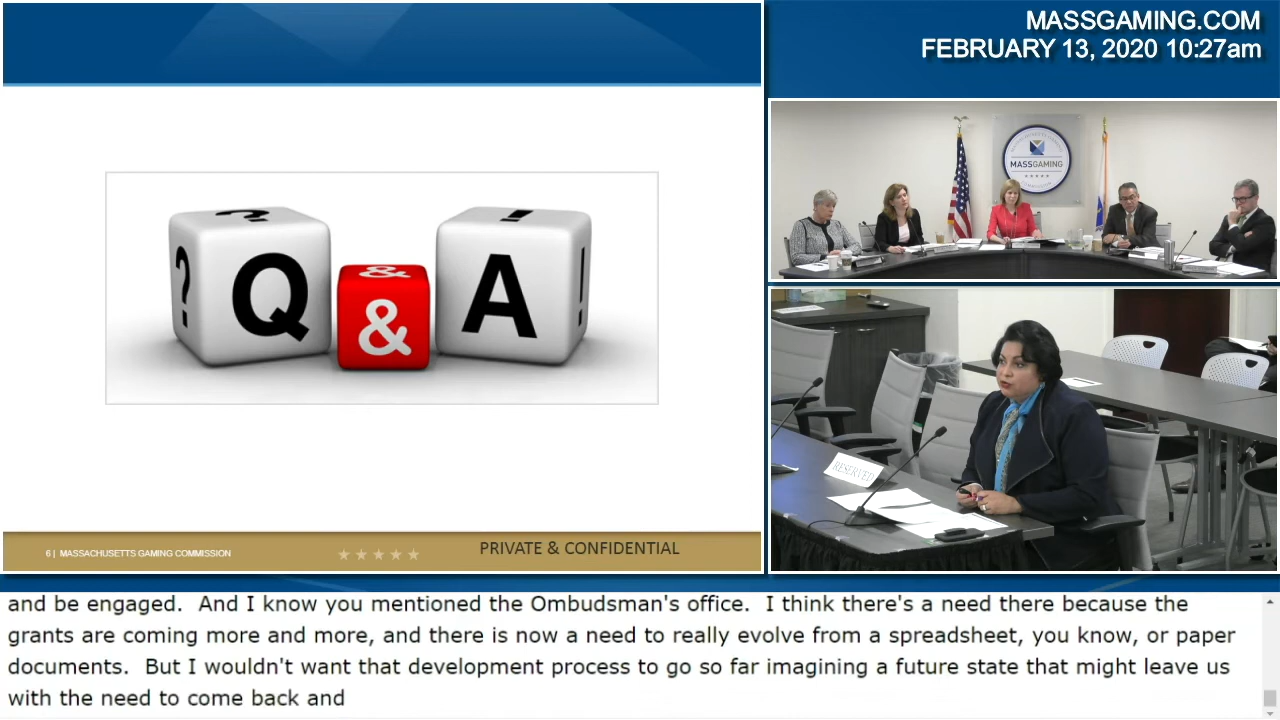 MASSGAMING.COM
FEBRUARY 13, 2020 10:27am
? ? Q & & A ! !
MASSGAMING
RESERVED
6 | MASSACHUSETTS GAMING COMMISSION
PRIVATE & CONFIDENTIAL
and be engaged.  And I know you mentioned the Ombudsman's office.  I think there's a need there because the
grants are coming more and more, and there is now a need to really evolve from a spreadsheet, you know, or paper
documents.  But I wouldn't want that development process to go so far imagining a future state that might leave us
with the need to come back and